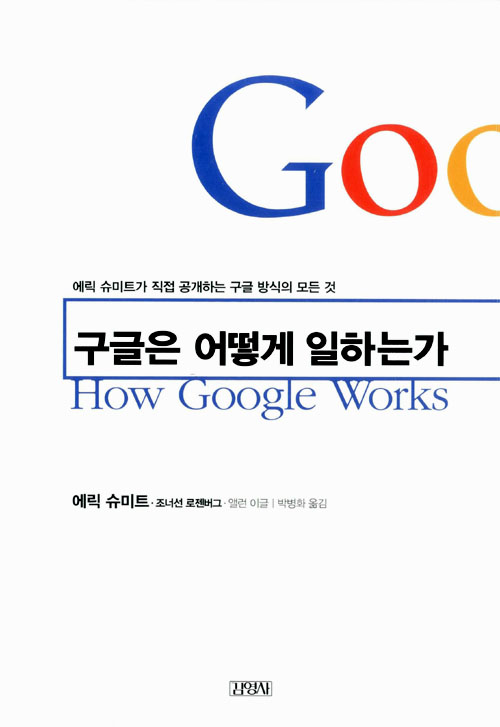 Goo
에릭 슈미트가 직접 공개하는 구글 방식의 모든 것
구글은 어떻게 일하는가
How Google Works
에릭 슈미트 · 조너선 로젠버그 · 앨런 이글 | 박병화 옮김
김영사